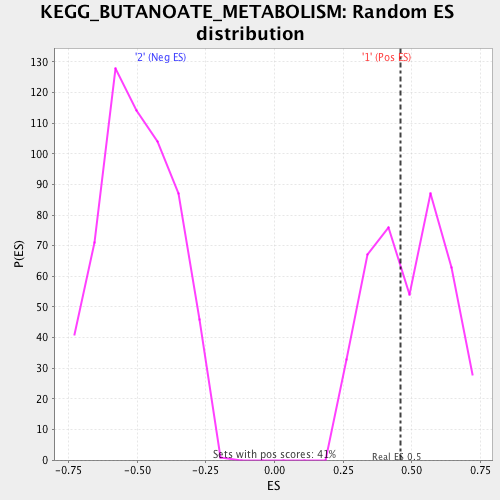 KEGG_BUTANOATE_METABOLISM: Random ES
distribution
'2' (Neg ES)
'1' (Pos ES)
130
120
110
100
90
80
70
60
50
40
30
20
10
0
P(ES)
Sets with pos scores: 41%
Real ES 0.5
-0.75
-0.50
-0.25
0.00
0.25
0.50
0.75
ES